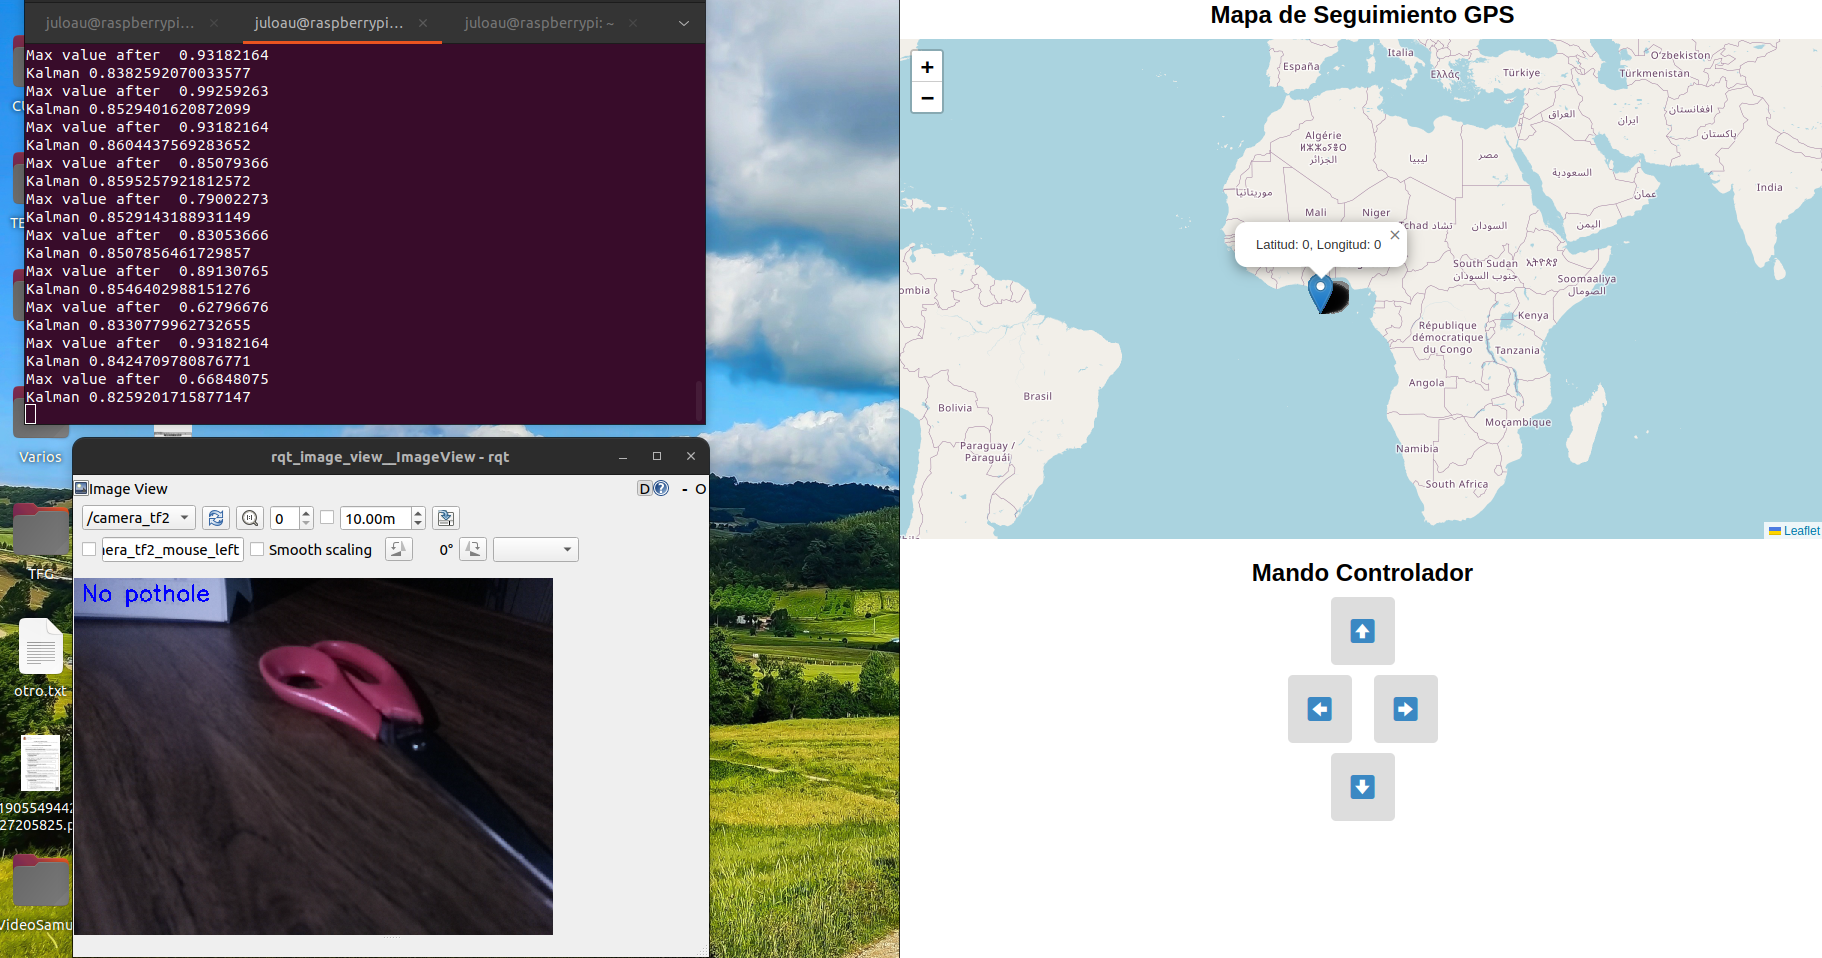 juloau@raspberrypi...
juloau@raspberrypi...
juloau@raspberrypi: ~
Max value after  0.93182164
Kalman 0.8382592070033577
Max value after  0.99259263
Kalman 0.8529401620872099
Max value after  0.93182164
Kalman 0.8604437569283652
Max value after  0.85079366
Kalman 0.8595257921812572
Max value after  0.79002273
Kalman 0.8529143188931149
Max value after  0.83053666
Kalman 0.8507856461729857
Max value after  0.89130765
Kalman 0.8546402988151276
Max value after  0.62796676
Kalman 0.8330779962732655
Max value after  0.93182164
Kalman 0.8424709780876771
Max value after  0.66848075
Kalman 0.8259201715877147
Varios
TFG
otro.txt
1905549442
27205825.p
VideoSamu
rqt_image_view__ImageView - rqt
Image View
D
- O
/camera_tf2
0
10.00m
era_tf2_mouse_left
Smooth scaling
0°
No pothole
Mapa de Seguimiento GPS
+
−
Italia
España
Ελλάς
Türkiye
Oʻzbekiston
Türkmenistan
افغانستان
العراق
ایران
پاکستان
Algérie
ⵍⵣⵣⴰⵢⴻⵔ
الجزائر
ليبيا
مصر
السعودية
India
موريتانيا
عمان
Mali
Niger
Tchad تشاد
السودان
اليمن
Latitud: 0, Longitud: 0
South Sudan
جنوب السودان
ኢትዮጵያ
Soomaaliya
الصومال
ombia
Kenya
République
démocratique
du Congo
Tanzania
Angola
Brasil
Bolivia
Moçambique
Paraguay /
Paraguái
Namibia
South Africa
Leaflet
Mando Controlador